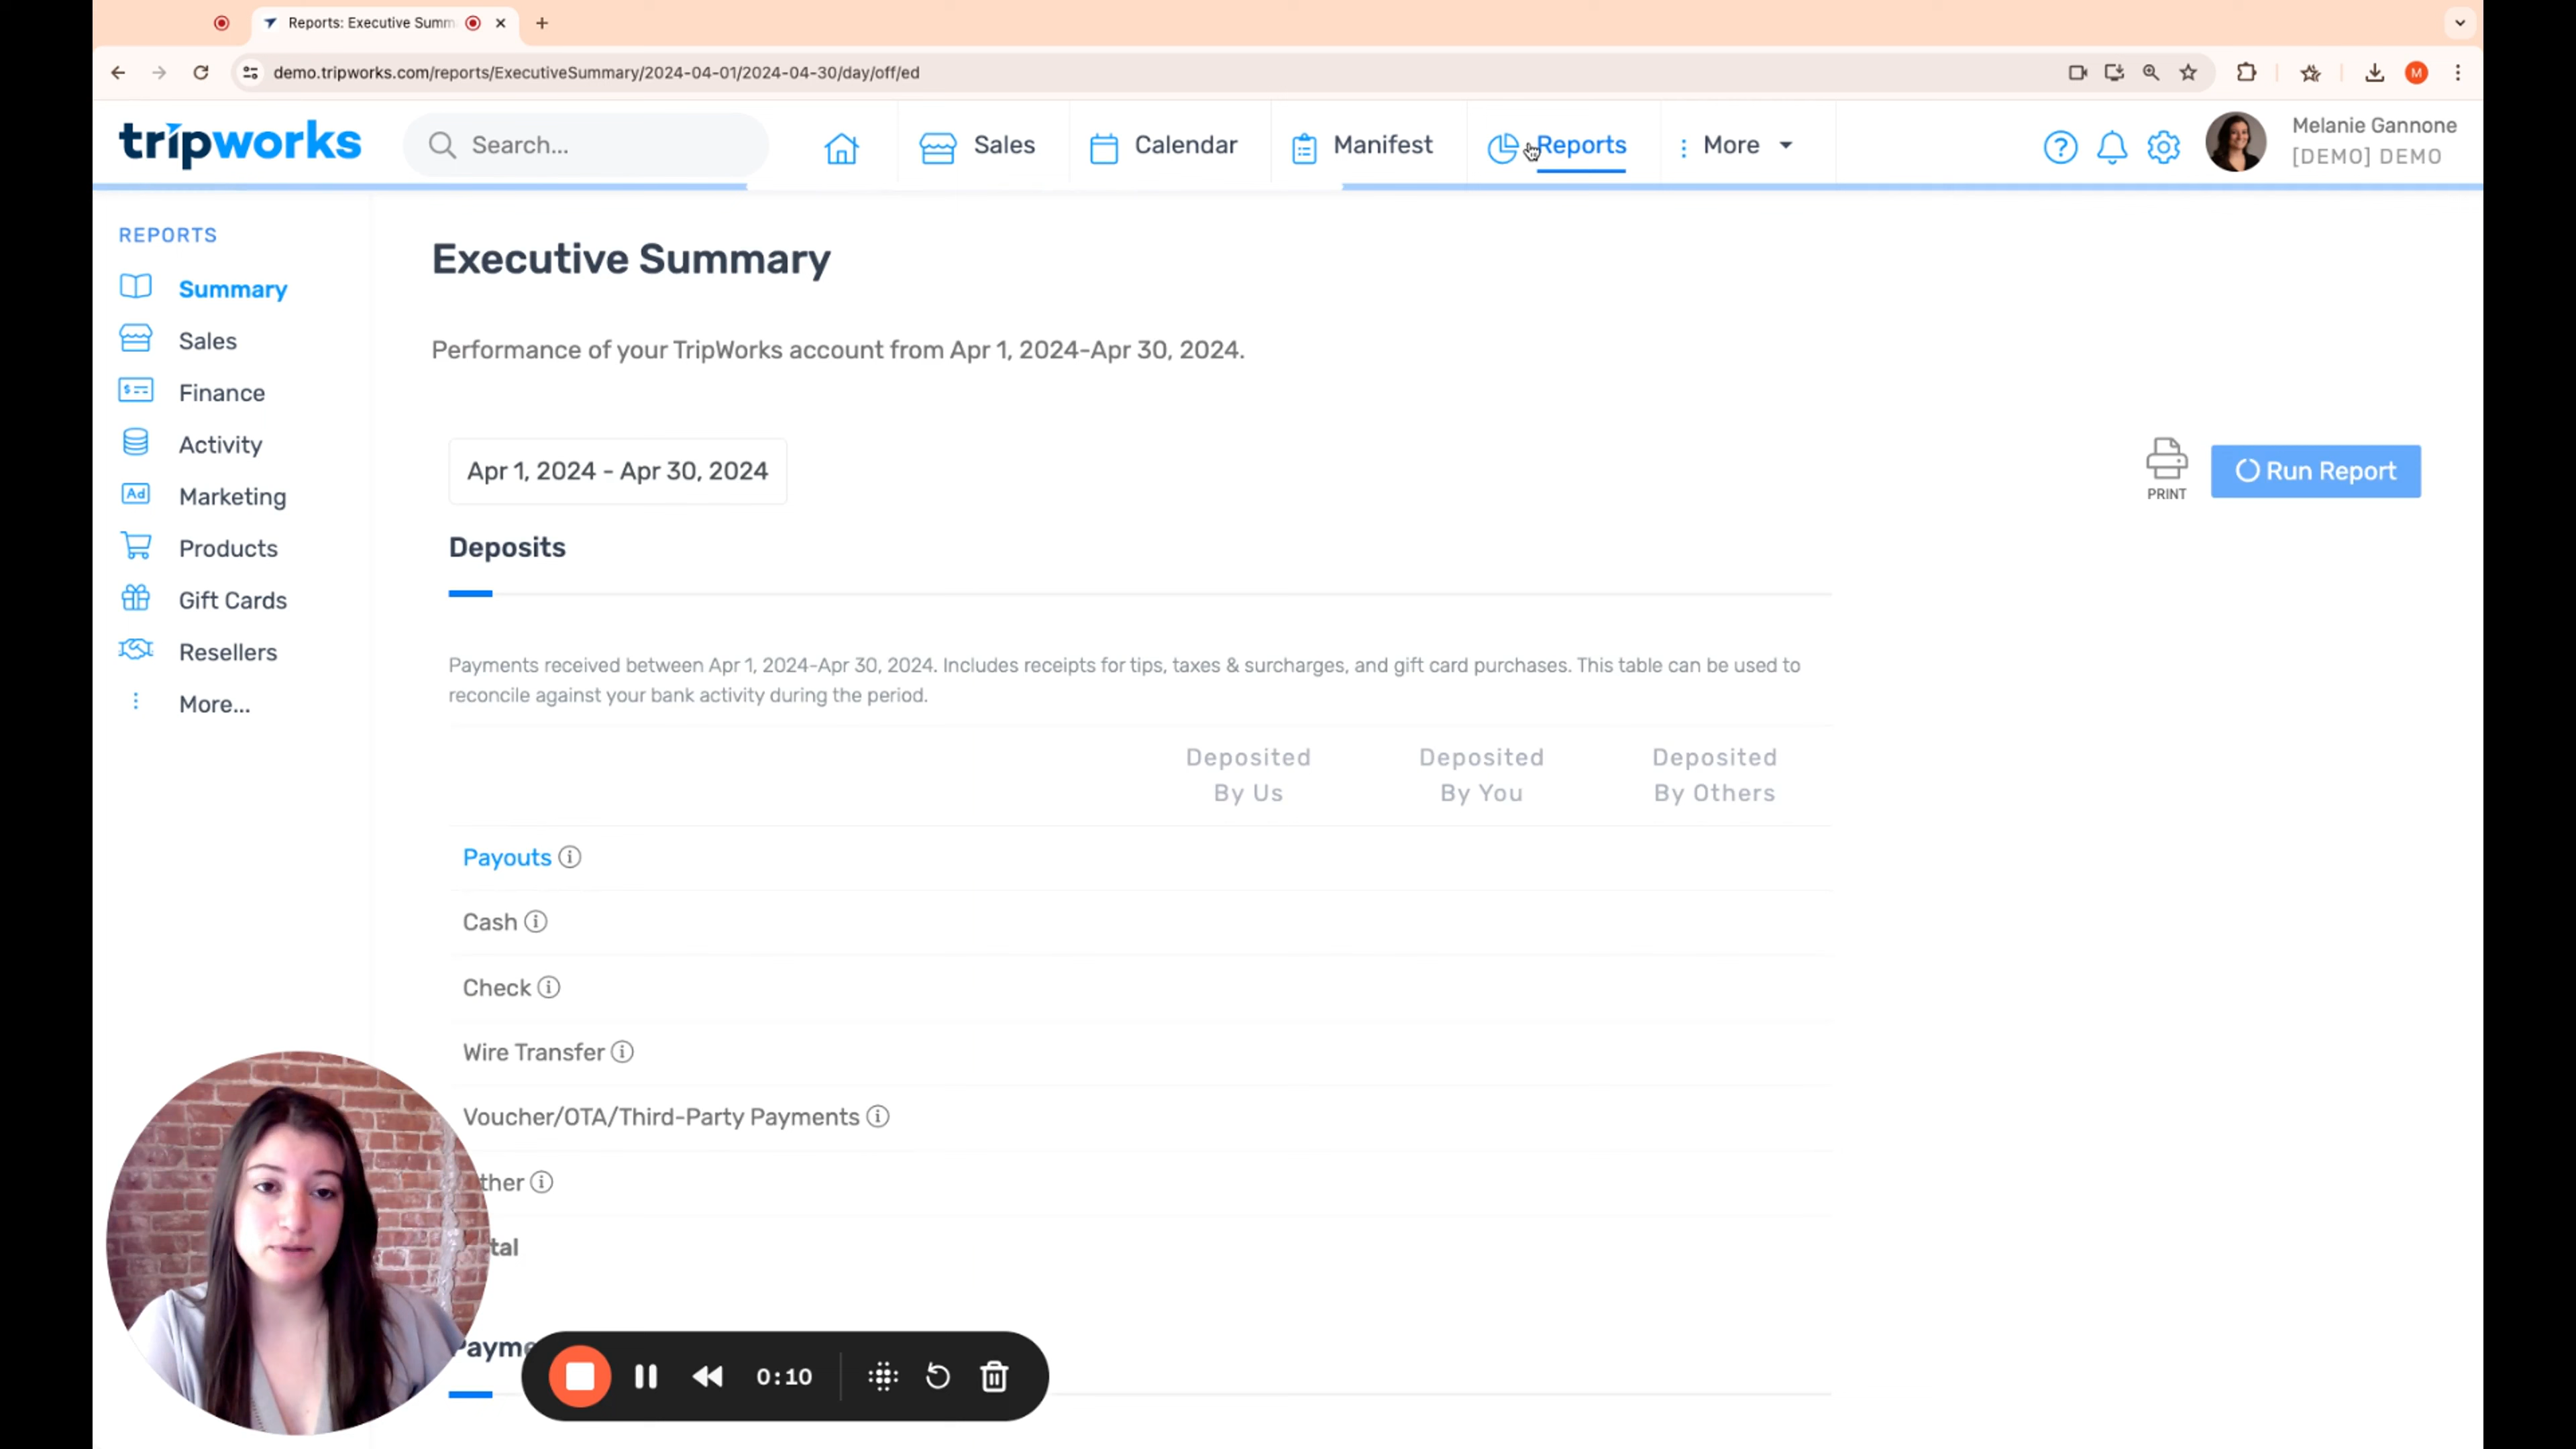 Reports: Executive Summ
demo.tripworks.com/reports/ExecutiveSummary/2024-04-01/2024-04-30/day/off/ed
M
tripworks
Search...
Sales
Calendar
Manifest
Reports
More
?
Melanie Gannone
[DEMO] DEMO
REPORTS
Summary
Sales
Finance
Activity
Ad
Marketing
Products
Gift Cards
Resellers
More...
Executive Summary
Performance of your TripWorks account from Apr 1, 2024-Apr 30, 2024.
Apr 1, 2024 - Apr 30, 2024
PRINT
Run Report
Deposits
Payments received between Apr 1, 2024-Apr 30, 2024. Includes receipts for tips, taxes & surcharges, and gift card purchases. This table can be used to
reconcile against your bank activity during the period.
Deposited
By Us
Deposited
By You
Deposited
By Others
Payouts
Cash
Check
Wire Transfer
Voucher/OTA/Third-Party Payments
ther
tal
Payme
0:10